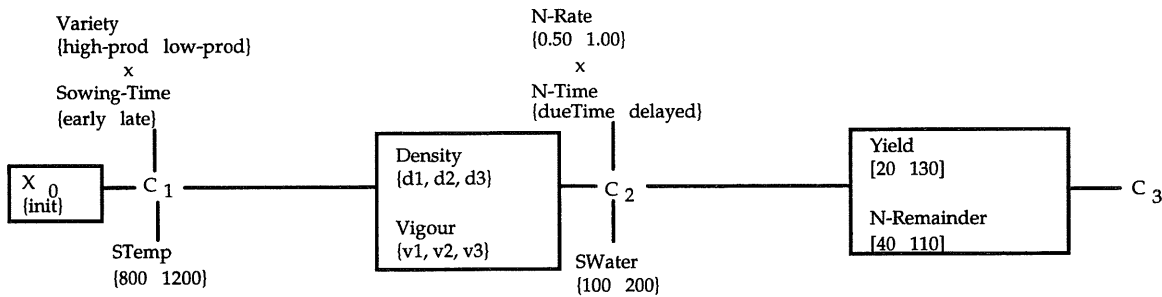 Variety
{high-prod low-prod}
x
Sowing-Time
{early late}
X 0
{init}
C 1
STemp
{800 1200}
Density
{d1, d2, d3}
Vigour
{v1, v2, v3}
N-Rate
{0.50 1.00}
x
N-Time
{dueTime delayed}
C 2
SWater
{100 200}
Yield
[20 130]
N-Remainder
[40 110]
C 3